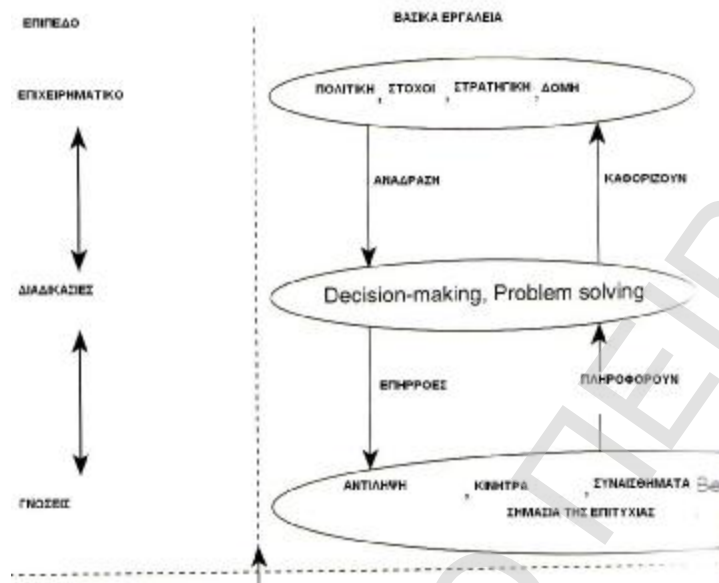 ΕΠΙΠΕΔΟ
ΒΑΣΙΚΑ ΕΡΓΑΛΕΙΑ
ΕΠΙΧΕΙΡΗΜΑΤΙΚΟ
ΠΟΛΙΤΙΚΗ , ΣΤΟΧΟΙ , ΣΤΡΑΤΗΓΙΚΗ , ΔΟΜΗ
ΑΝΑΔΡΑΣΗ
ΚΑΘΟΡΙΖΟΥΝ
ΔΙΑΔΙΚΑΣΙΕΣ
Decision-making, Problem solving
ΕΠΗΡΡΟΕΣ
ΠΛΗΡΟΦΟΡΟΥΝ
ΓΝΩΣΕΙΣ
ΑΝΤΙΛΗΨΗ , ΚΙΝΗΤΡΑ , ΣΥΝΑΙΣΘΗΜΑΤΑ
ΣΗΜΑΣΙΑ ΤΗΣ ΕΠΙΤΥΧΙΑΣ